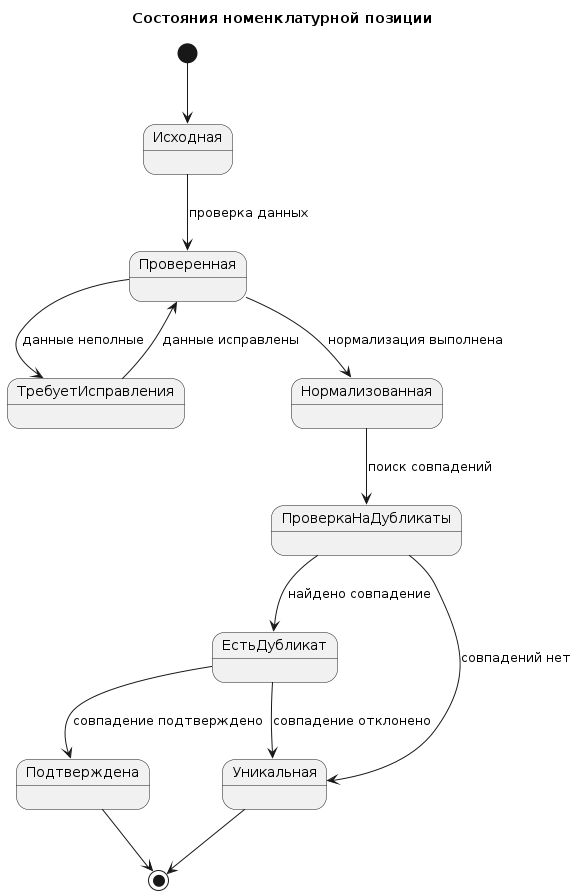 Состояния номенклатурной позиции
Исходная
проверка данных
Проверенная
данные неполные
данные исправлены
нормализация выполнена
ТребуетИсправления
Нормализованная
поиск совпадений
ПроверкаНаДубликаты
найдено совпадение
ЕстьДубликат
совпадений нет
совпадение подтверждено
совпадение отклонено
Подтверждена
Уникальная